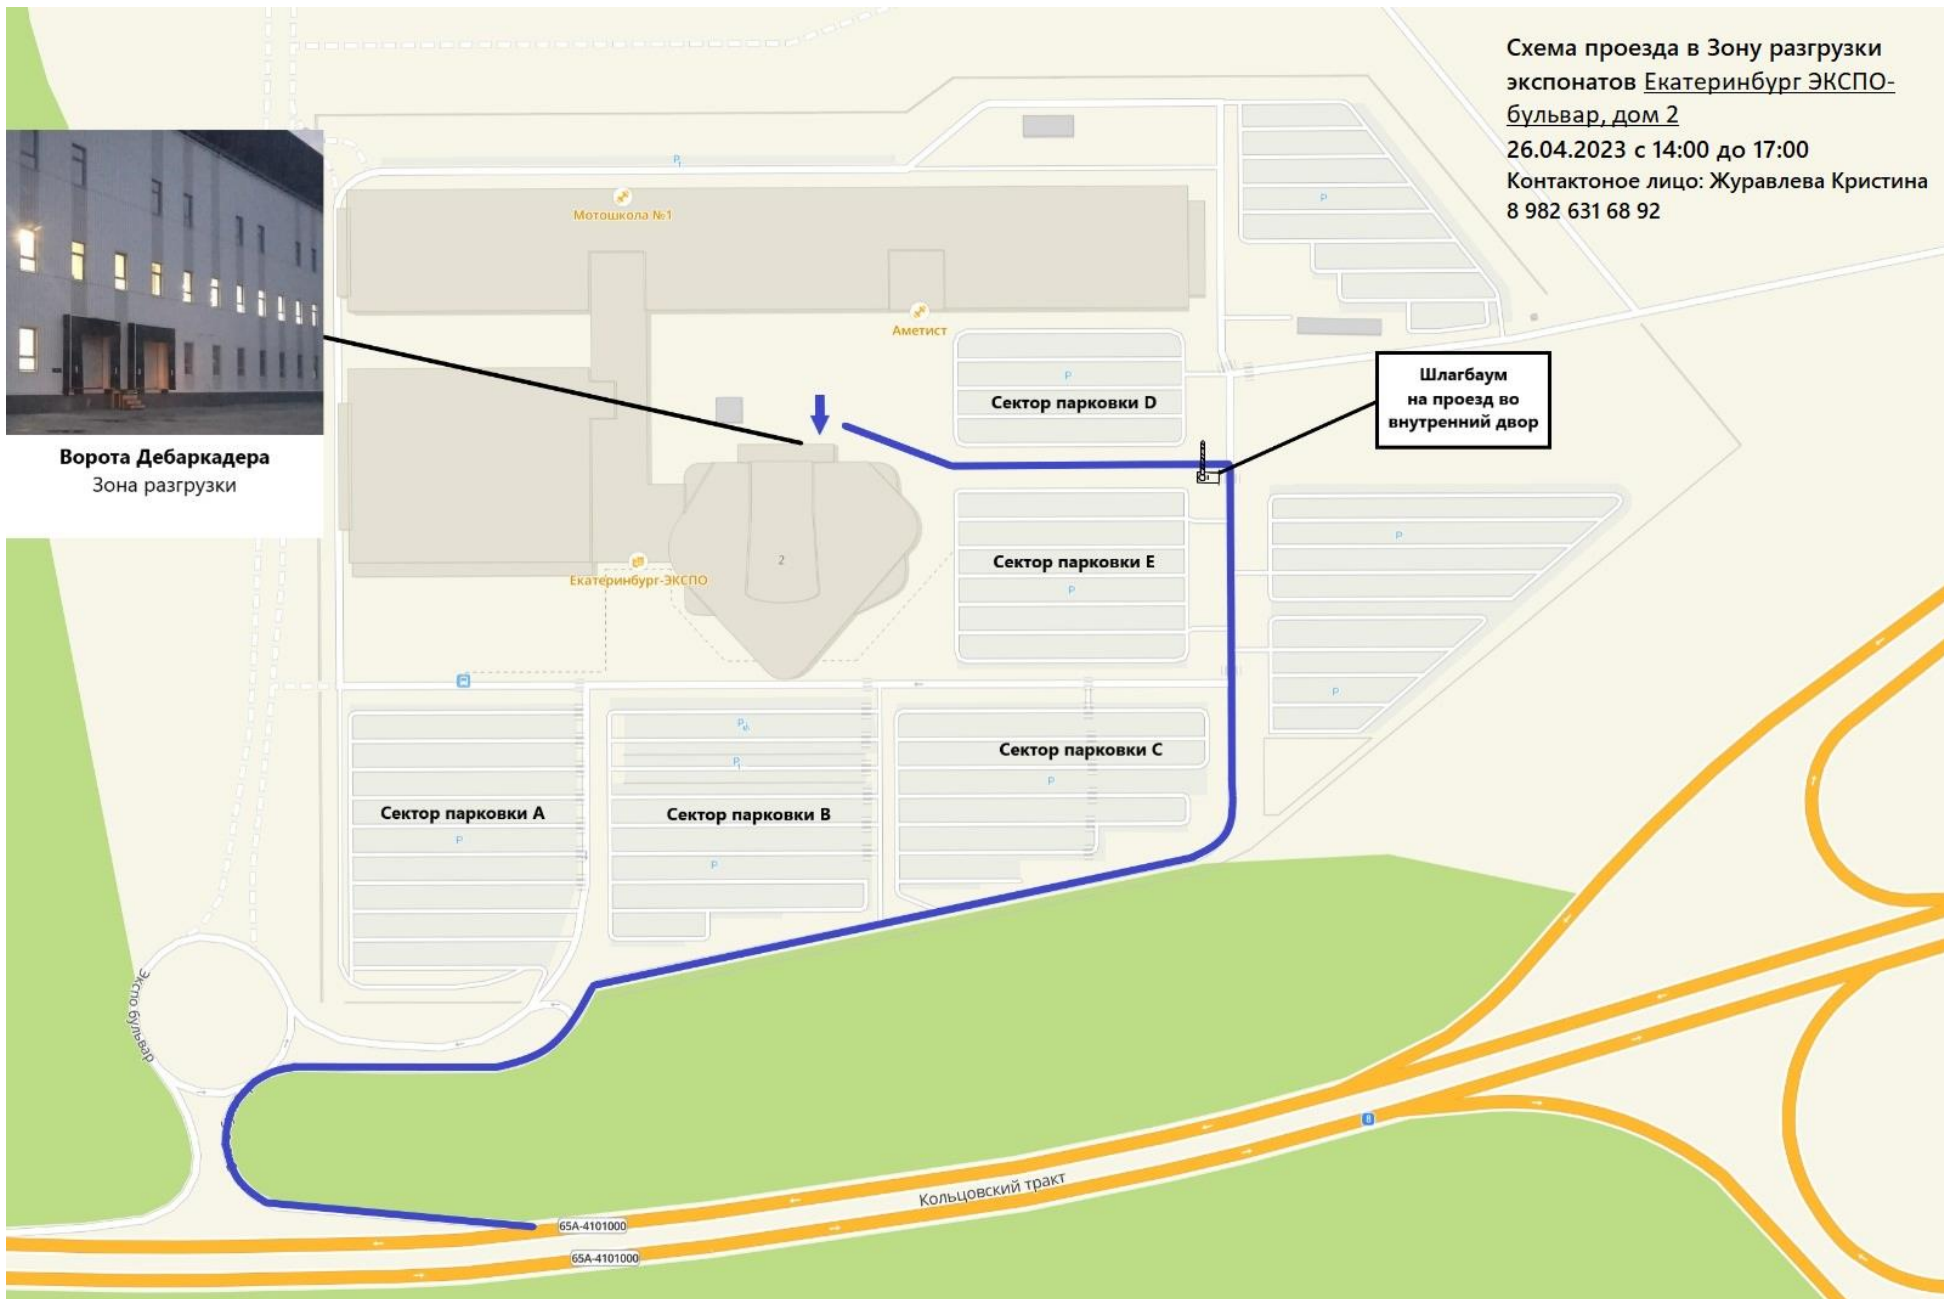 Схема проезда в Зону разгрузки
экспонатов Екатеринбург ЭКСПО-
бульвар, дом 2
26.04.2023 с 14:00 до 17:00
Контактоное лицо: Журавлева Кристина
8 982 631 68 92
P
Мотошкола №1
P
Аметист
P
Сектор парковки D
Шлагбаум
на проезд во
внутренний двор
Ворота Дебаркадера
Зона разгрузки
P
Сектор парковки E
2
Екатеринбург-ЭКСПО
P
P
P
Сектор парковки C
P
P
Сектор парковки A
Сектор парковки B
P
P
Экспо бульвар
8
Кольцовский тракт
65А-4101000
65А-4101000